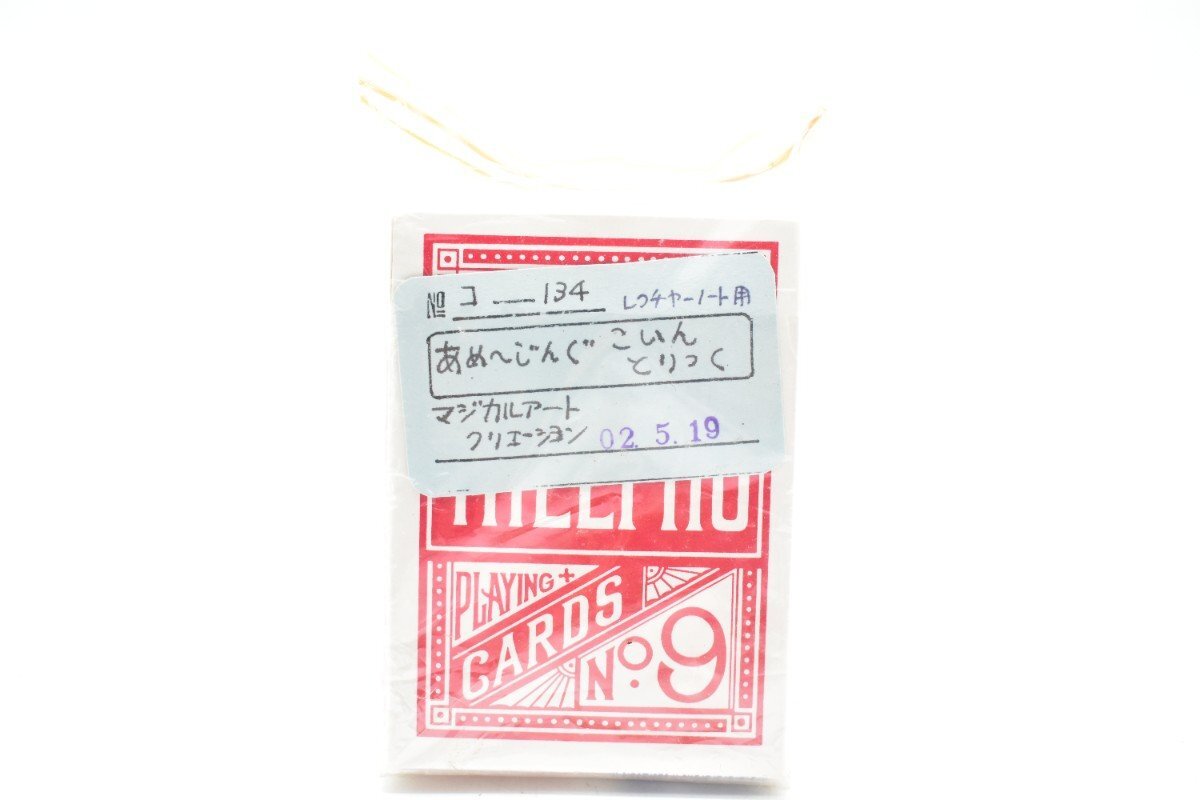 № コ — 134 レクチャーノート用
あめ〜じんぐ こいん
とりっく
マジカルアート
クリエーション 02.5.19
PLAYING +
CARDS
No. 9